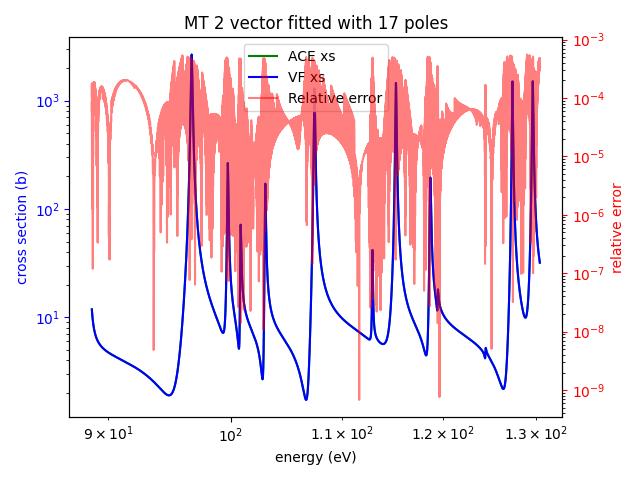 MT 2 vector fitted with 17 poles
ACE xs
VF xs
Relative error
cross section (b)
10³
10²
10¹
relative error
10⁻³
10⁻⁴
10⁻⁵
10⁻⁶
10⁻⁷
10⁻⁸
10⁻⁹
9 × 10¹
10²
1.1 × 10²
1.2 × 10²
1.3 × 10²
energy (eV)